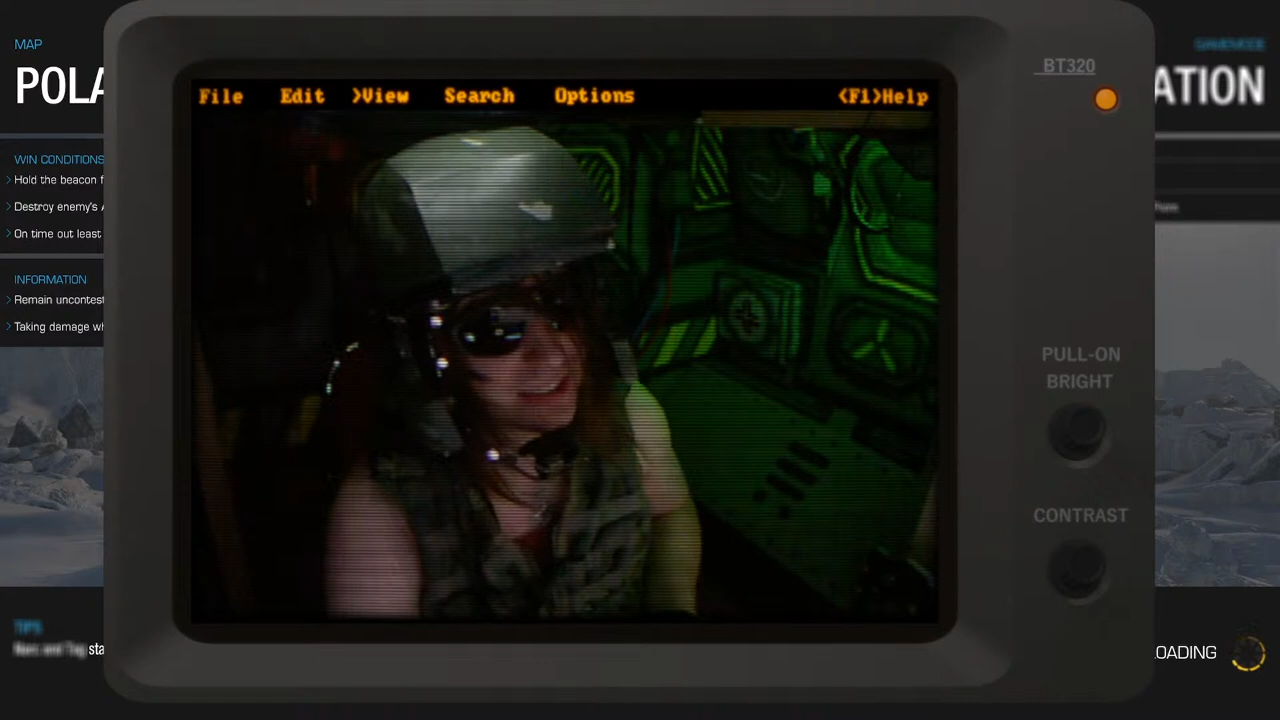 MAP
POLA
ATION
WIN CONDITIONS
Hold the beacon f
Destroy enemy's
On time out least
INFORMATION
Remain uncontest
Taking damage wh
TIPS
sta
OADING
File Edit >View Search Options <F1>Help
BT320
PULL-ON
BRIGHT
CONTRAST